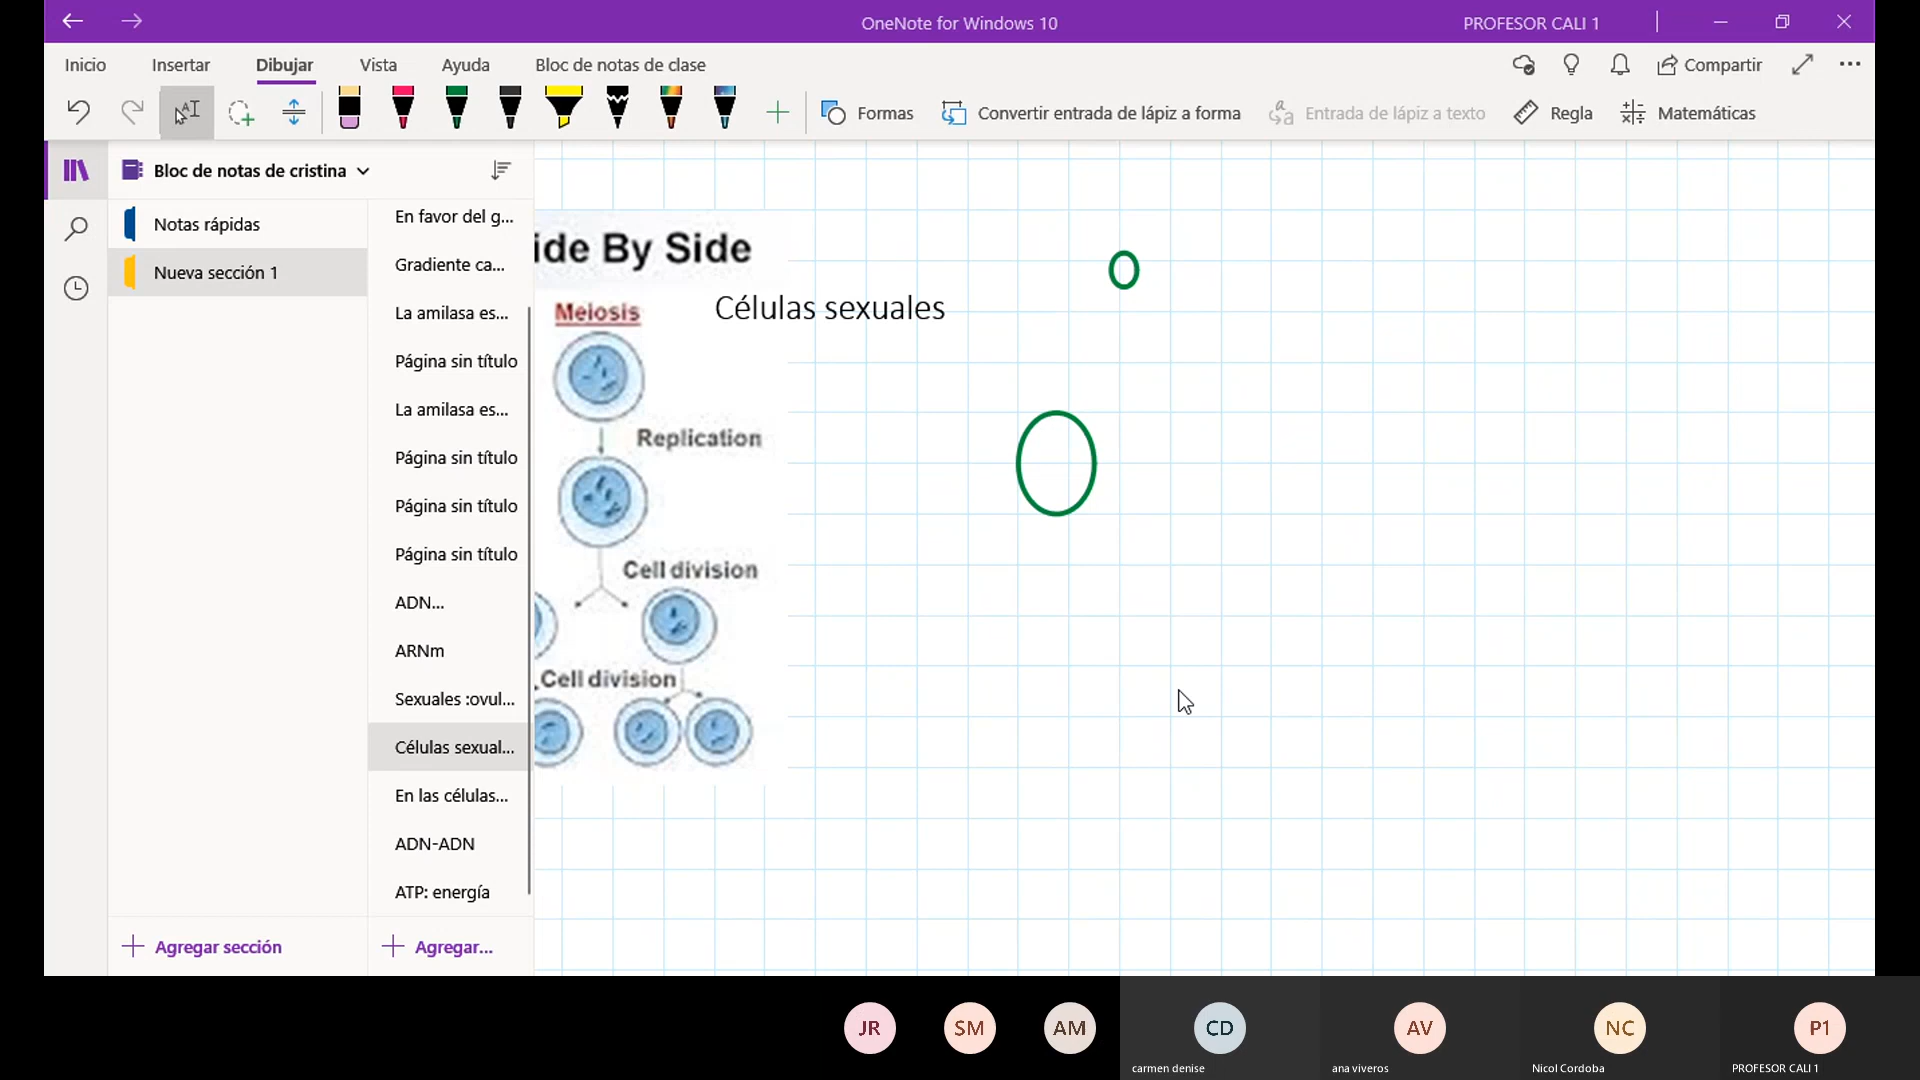 OneNote for Windows 10
PROFESOR CALI 1
Inicio
Insertar
Dibujar
Vista
Ayuda
Bloc de notas de clase
Compartir
Formas
Convertir entrada de lápiz a forma
Entrada de lápiz a texto
Regla
Matemáticas
Bloc de notas de cristina
Notas rápidas
Nueva sección 1
Agregar sección
En favor del g...
Gradiente ca...
La amilasa es...
Página sin título
La amilasa es...
Página sin título
Página sin título
Página sin título
ADN...
ARNm
Sexuales :ovul...
Células sexual...
En las células...
ADN-ADN
ATP: energía
Agregar...
ide By Side
Meiosis
Células sexuales
Replication
Cell division
Cell division
JR
SM
AM
CD
AV
NC
P1
carmen denise
ana viveros
Nicol Cordoba
PROFESOR CALI 1